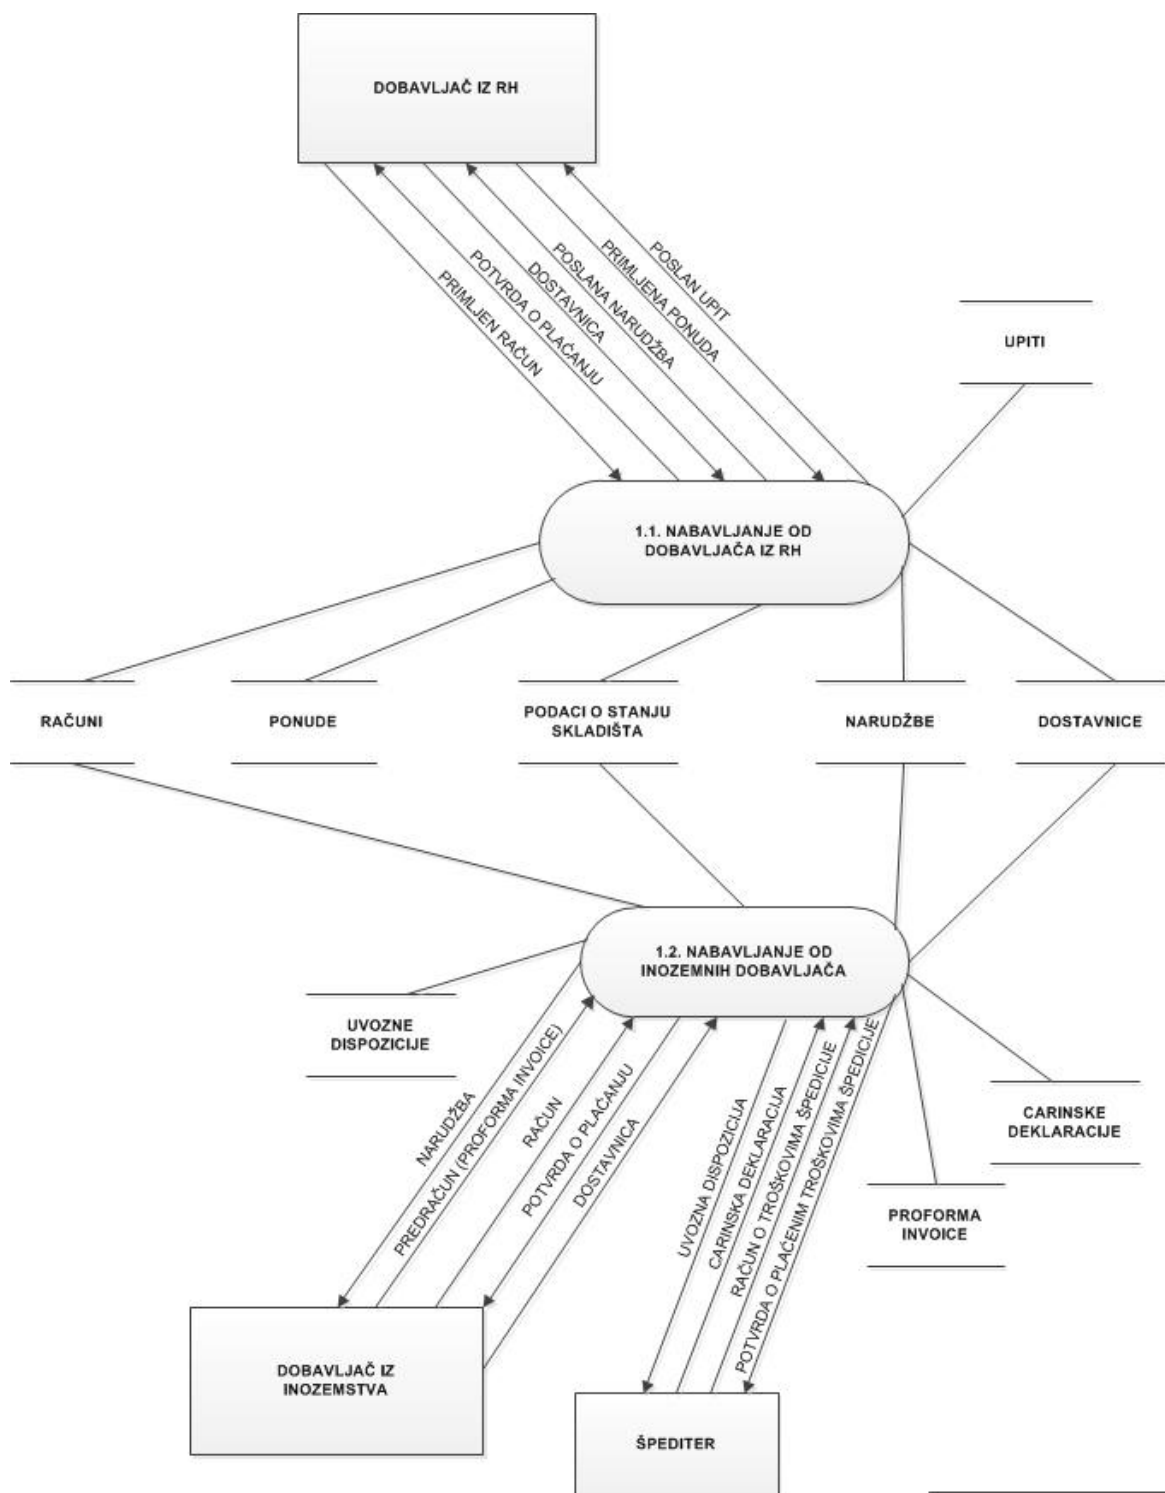 DOBAVLJAČ IZ RH
POSLAN UPIT
PRIMLJENA PONUDA
POSLANA NARUDŽBA
DOSTAVNICA
POTVRDA O PLAĆANJU
PRIMLJEN RAČUN
UPITI
1.1. NABAVLJANJE OD
DOBAVLJAČA IZ RH
RAČUNI
PONUDE
PODACI O STANJU
SKLADIŠTA
NARUDŽBE
DOSTAVNICE
1.2. NABAVLJANJE OD
INOZEMNIH DOBAVLJAČA
UVOZNE
DISPOZICIJE
NARUDŽBA
PREDRAČUN (PROFORMA INVOICE)
RAČUN
POTVRDA O PLAĆANJU
DOSTAVNICA
UVOZNA DISPOZICIJA
CARINSKA DEKLARACIJA
RAČUN O TROŠKOVIMA ŠPEDICIJE
POTVRDA O PLAĆENIM TROŠKOVIMA ŠPEDICIJE
CARINSKE
DEKLARACIJE
PROFORMA
INVOICE
DOBAVLJAČ IZ
INOZEMSTVA
ŠPEDITER